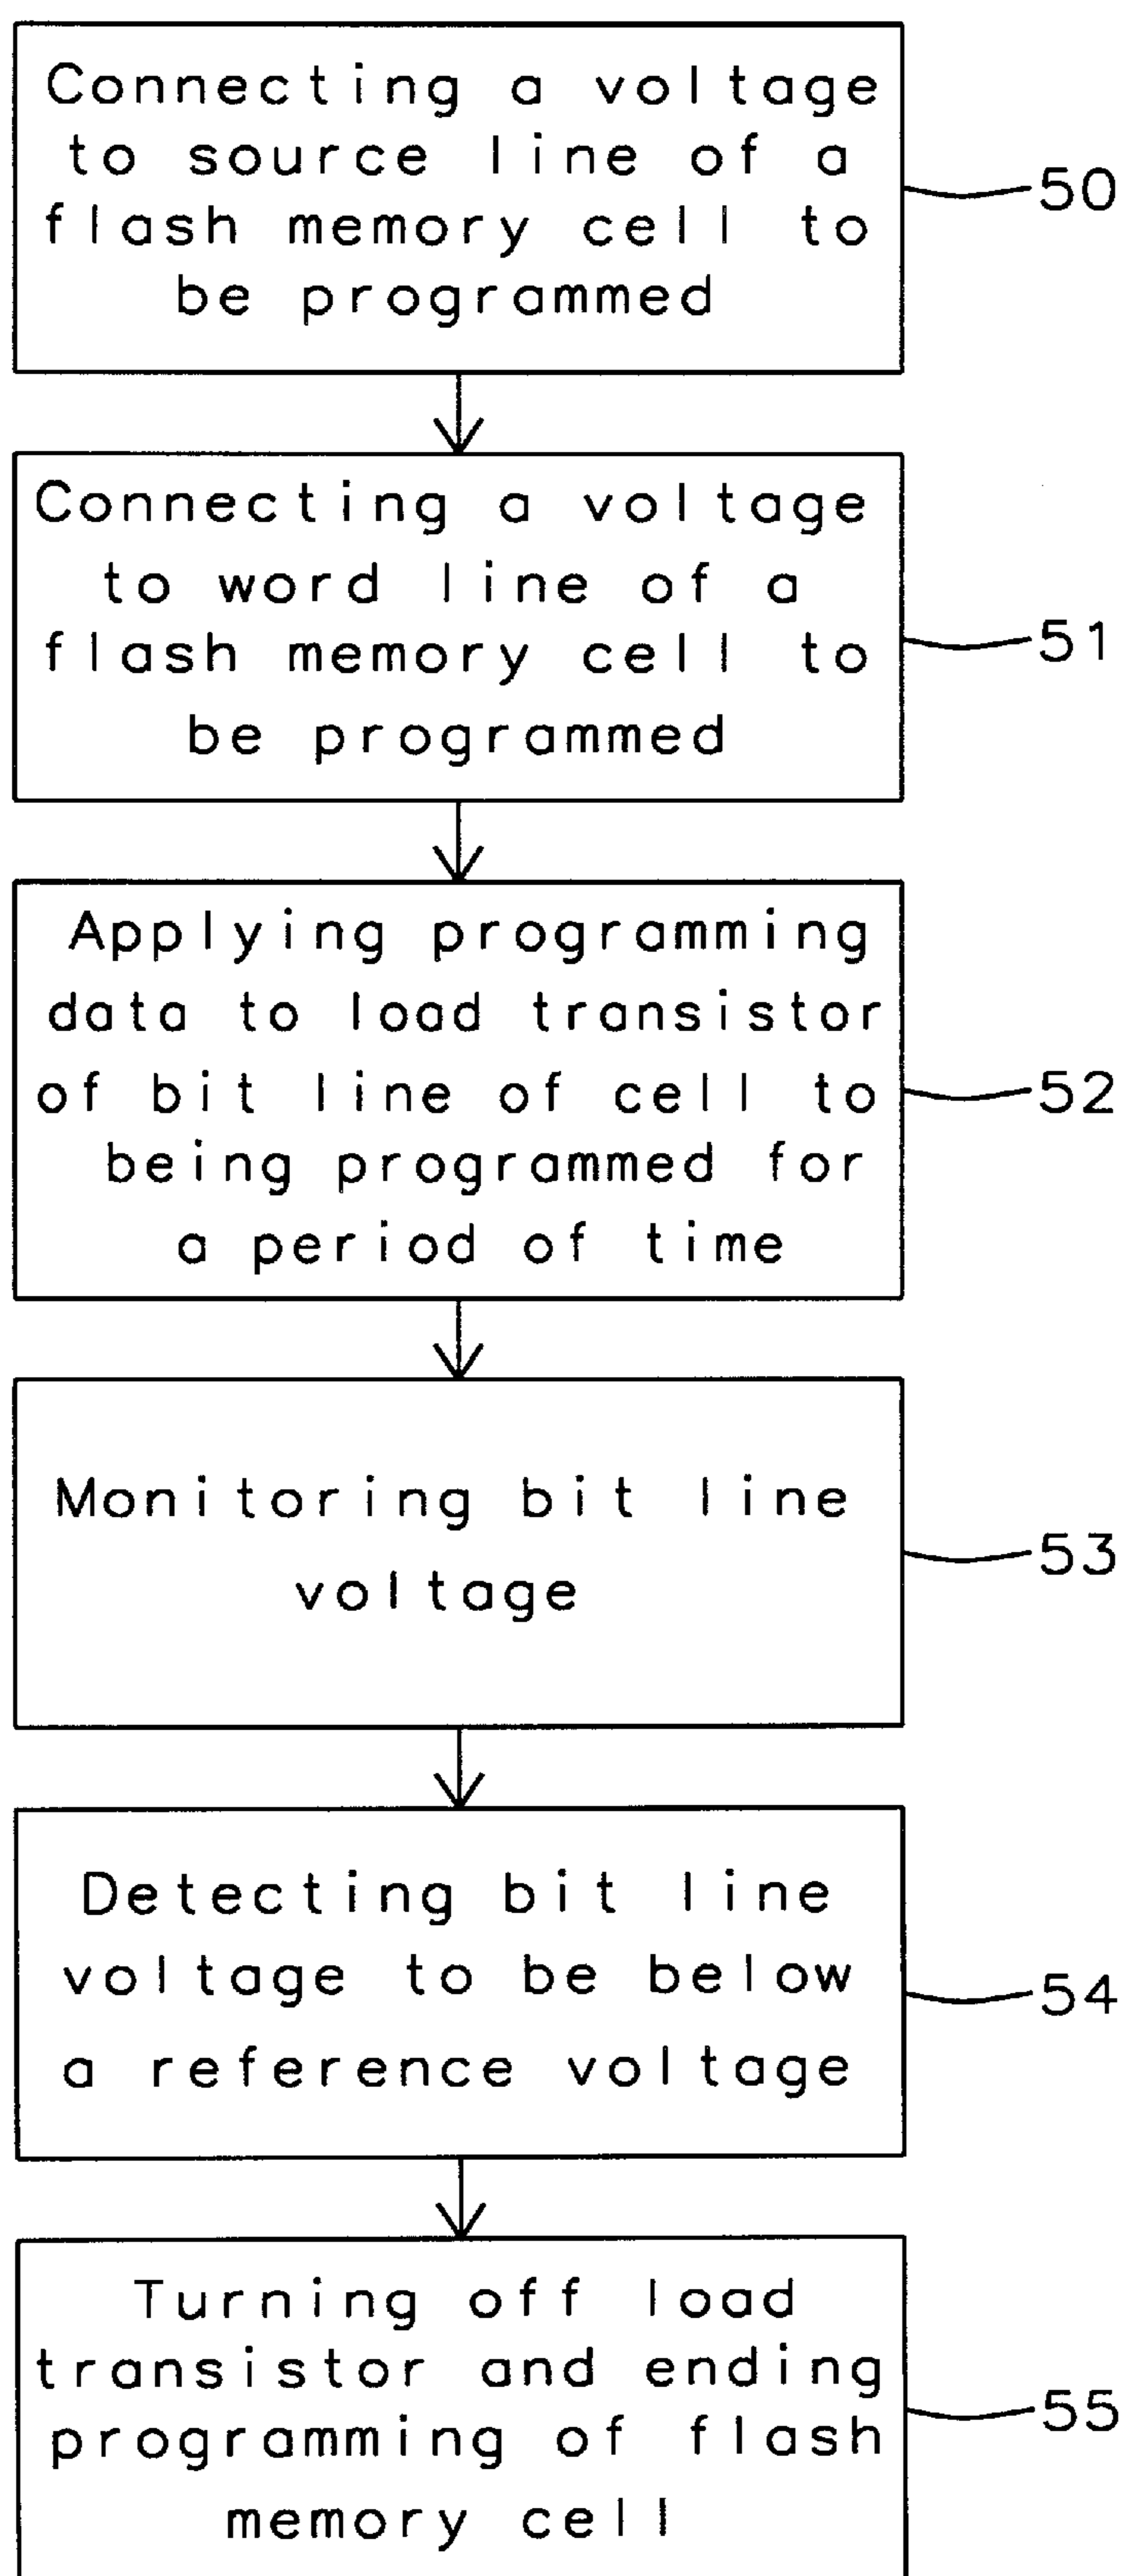 Connecting a voltage
to source line of a
flash memory cell to
be programmed
50
Connecting a voltage
to word line of a
flash memory cell to
be programmed
51
Applying programming
data to load transistor
of bit line of cell to
being programmed for
a period of time
52
Monitoring bit line
voltage
53
Detecting bit line
voltage to be below
a reference voltage
54
Turning off load
transistor and ending
programming of flash
memory cell
55